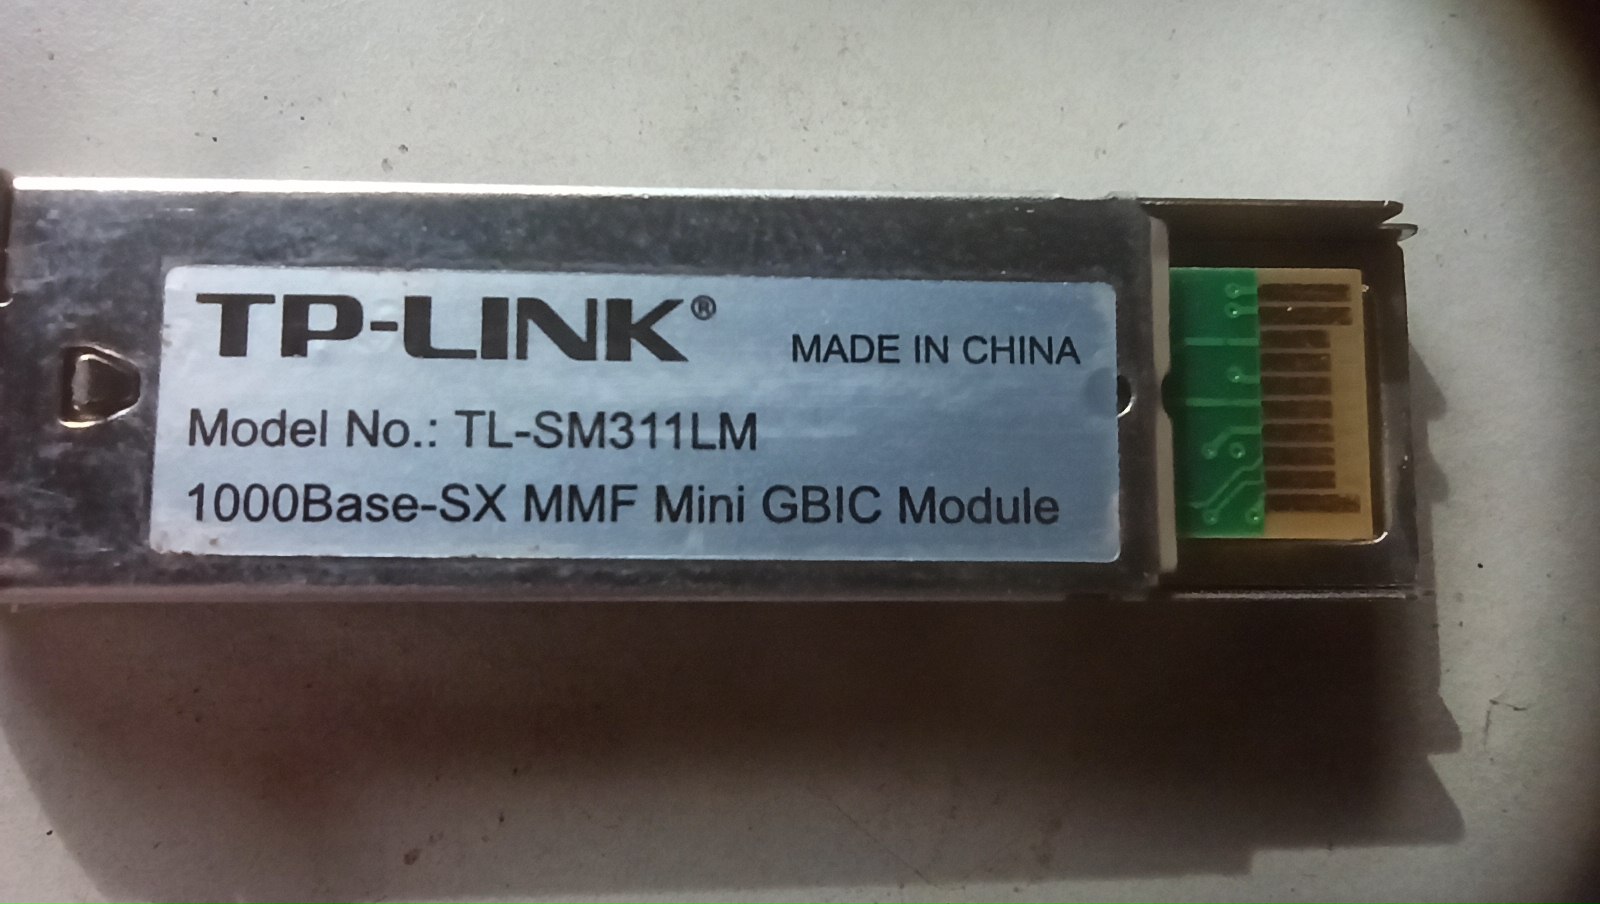 TP-LINK®
MADE IN CHINA
Model No.: TL-SM311LM
1000Base-SX MMF Mini GBIC Module